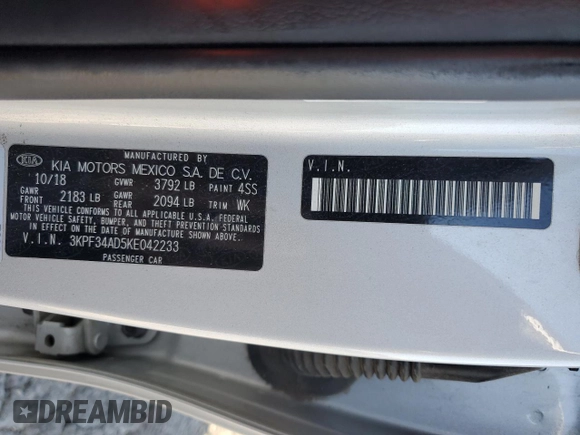 MANUFACTURED BY
KIA KIA MOTORS MEXICO S.A. DE C.V.
10/18 GVWR 3792 LB PAINT 4SS
GAWR FRONT 2183 LB GAWR REAR 2094 LB TRIM WK
THIS VEHICLE CONFORMS TO ALL APPLICABLE U.S.A. FEDERAL
MOTOR VEHICLE SAFETY, BUMPER, AND THEFT PREVENTION STANDARDS
IN EFFECT ON THE DATE OF MANUFACTURE SHOWN ABOVE.
V.I.N. 3KPF34AD5KE042233
PASSENGER CAR
V.I.N.
DREAMBID